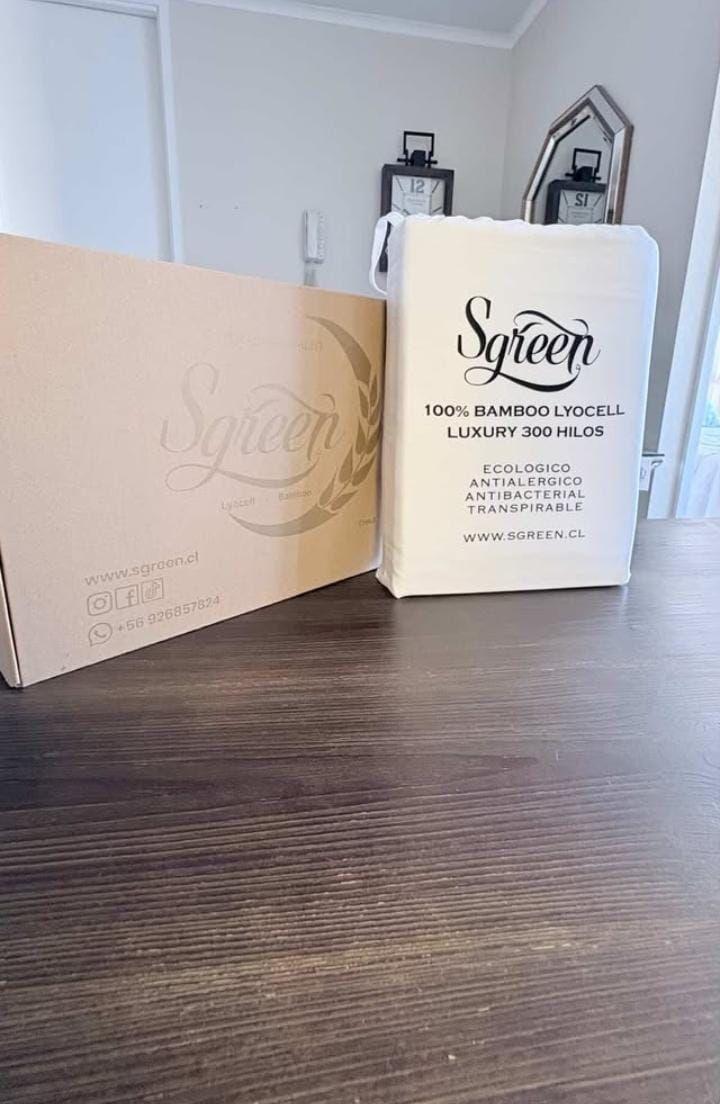 Sgreen
Lyocell - Bamboo
www.sgreen.cl
+56 926857824
Sgreen
100% BAMBOO LYOCELL
LUXURY 300 HILOS
ECOLOGICO
ANTIALERGICO
ANTIBACTERIAL
TRANSPIRABLE
WWW.SGREEN.CL